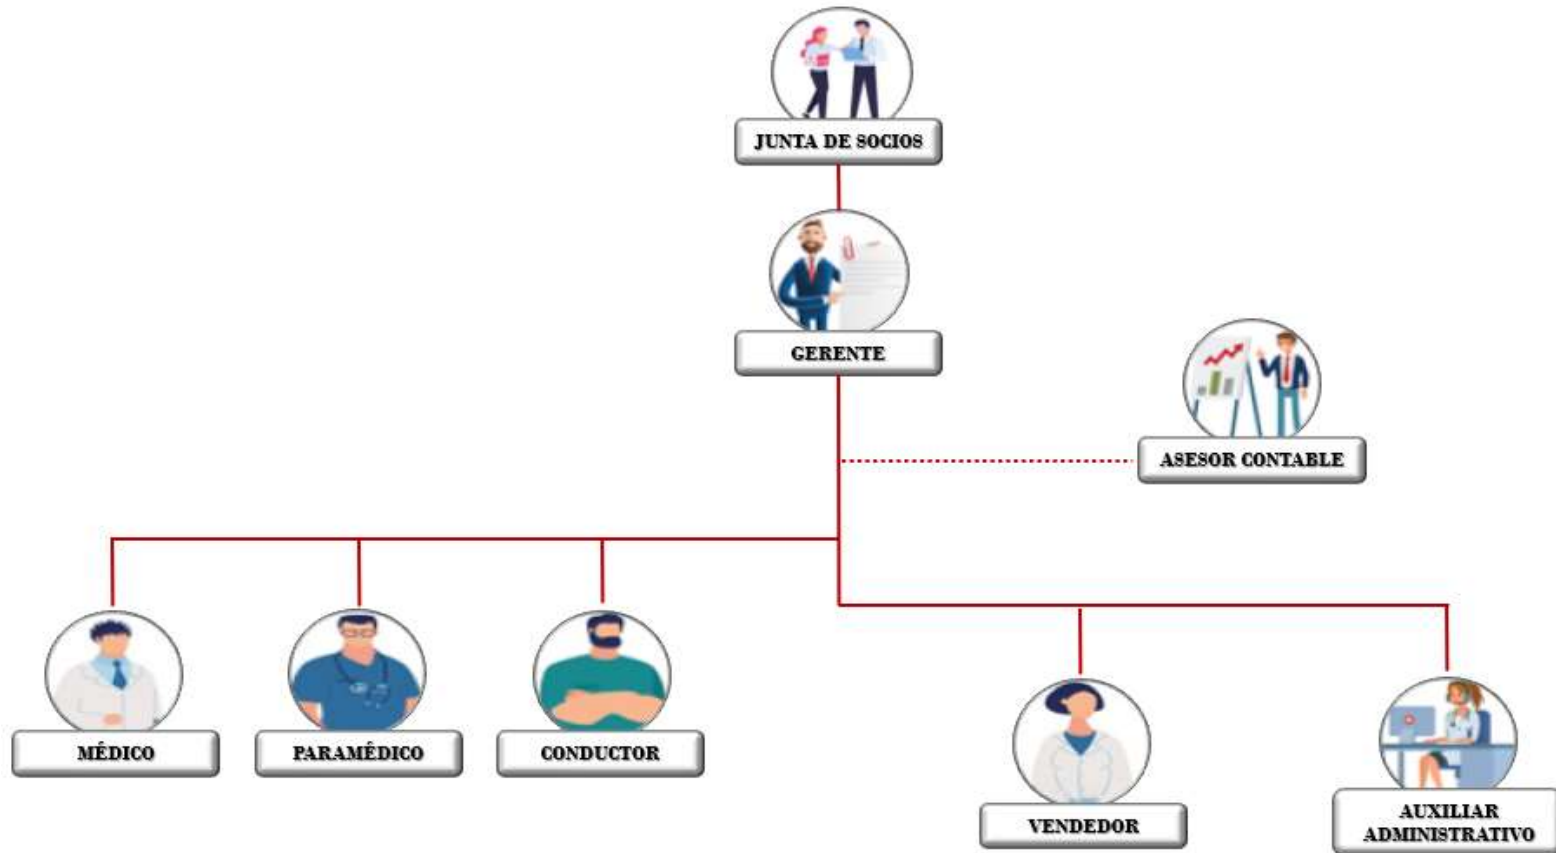 JUNTA DE SOCIOS
GERENTE
ASESOR CONTABLE
MÉDICO
PARAMÉDICO
CONDUCTOR
VENDEDOR
AUXILIAR
ADMINISTRATIVO